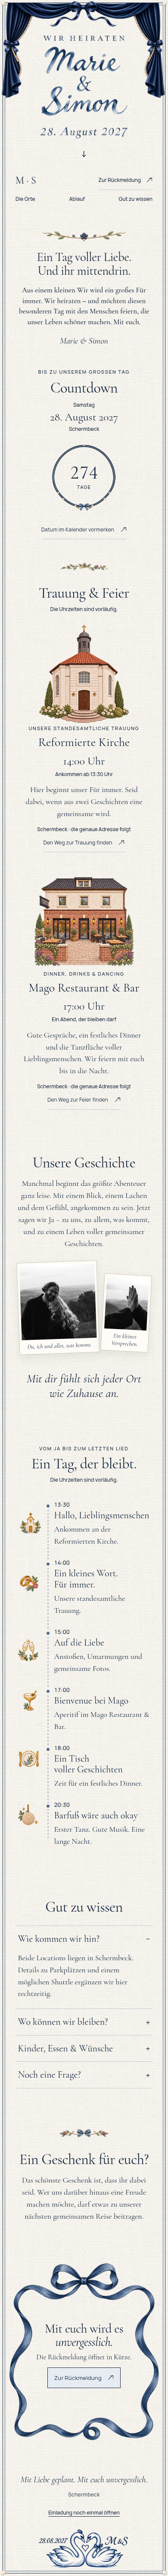 WIR HEIRATEN
Marie
&
Simon
28. August 2027
↓
M · S
Zur Rückmeldung ↗
Die Orte
Ablauf
Gut zu wissen
Ein Tag voller Liebe.
Und ihr mittendrin.
Aus einem kleinen Wir wird ein großes Für
immer. Wir heiraten – und möchten diesen
besonderen Tag mit den Menschen feiern, die
unser Leben schöner machen. Mit euch.
Marie & Simon
BIS ZU UNSEREM GROSSEN TAG
Countdown
Samstag
28. August 2027
Schermbeck
274
TAGE
Datum im Kalender vormerken ↗
Trauung & Feier
Die Uhrzeiten sind vorläufig.
UNSERE STANDESAMTLICHE TRAUUNG
Reformierte Kirche
14:00 Uhr
Ankommen ab 13:30 Uhr
Hier beginnt unser Für immer. Seid
dabei, wenn aus zwei Geschichten eine
gemeinsame wird.
Schermbeck · die genaue Adresse folgt
Den Weg zur Trauung finden ↗
DINNER, DRINKS & DANCING
Mago Restaurant & Bar
17:00 Uhr
Ein Abend, der bleiben darf
Gute Gespräche, ein festliches Dinner
und die Tanzfläche voller
Lieblingsmenschen. Wir feiern mit euch
bis in die Nacht.
Schermbeck · die genaue Adresse folgt
Den Weg zur Feier finden ↗
Unsere Geschichte
Manchmal beginnt das größte Abenteuer
ganz leise. Mit einem Blick, einem Lachen
und dem Gefühl, angekommen zu sein. Jetzt
sagen wir Ja – zu uns, zu allem, was kommt,
und zu einem Leben voller gemeinsamer
Geschichten.
Du, ich und alles, was kommt.
Ein kleines
Versprechen.
Mit dir fühlt sich jeder Ort
wie Zuhause an.
VOM JA BIS ZUM LETZTEN LIED
Ein Tag, der bleibt.
Die Uhrzeiten sind vorläufig.
13:30
Hallo, Lieblingsmenschen
Ankommen an der
Reformierten Kirche.
14:00
Ein kleines Wort.
Für immer.
Unsere standesamtliche
Trauung.
15:00
Auf die Liebe
Anstoßen, Umarmungen und
gemeinsame Fotos.
17:00
Bienvenue bei Mago
Aperitif im Mago Restaurant &
Bar.
18:00
Ein Tisch
voller Geschichten
Zeit für ein festliches Dinner.
20:30
Barfuß wäre auch okay
Erster Tanz. Gute Musik. Eine
lange Nacht.
Gut zu wissen
Wie kommen wir hin? –
Beide Locations liegen in Schermbeck.
Details zu Parkplätzen und einem
möglichen Shuttle ergänzen wir hier
rechtzeitig.
Wo können wir bleiben? +
Kinder, Essen & Wünsche +
Noch eine Frage? +
Ein Geschenk für euch?
Das schönste Geschenk ist, dass ihr dabei
seid. Wer uns darüber hinaus eine Freude
machen möchte, darf etwas zu unserer
nächsten gemeinsamen Reise beitragen.
Mit euch wird es
unvergesslich.
Die Rückmeldung öffnet in Kürze.
Zur Rückmeldung ↗
Mit Liebe geplant. Mit euch unvergesslich.
Schermbeck
Einladung noch einmal öffnen
28.08.2027
M&S